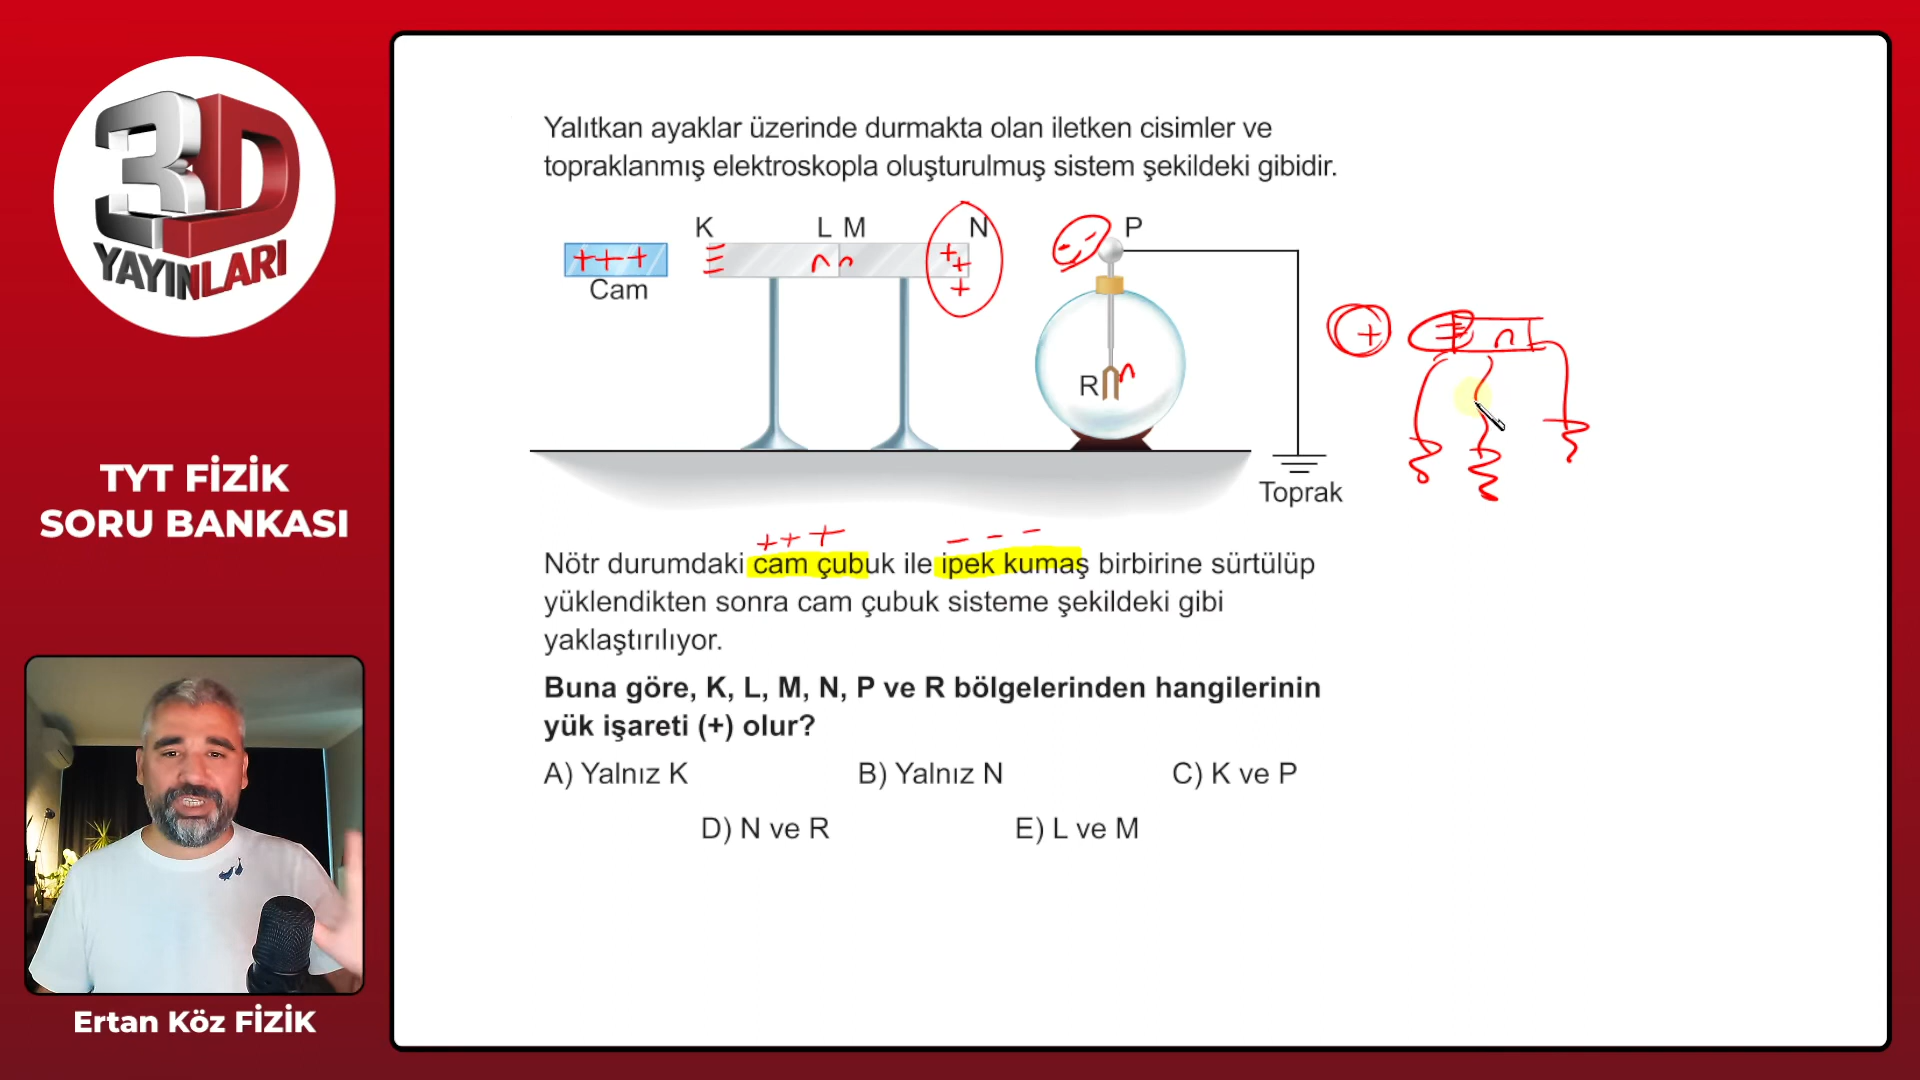 3D
YAYINLARI
TYT FİZİK
SORU BANKASI
Ertan Köz FİZİK
Yalıtkan ayaklar üzerinde durmakta olan iletken cisimler ve
topraklanmış elektroskopla oluşturulmuş sistem şekildeki gibidir.
K L M N P
+++ + + + - - +
Cam
n n
R n n
Toprak
+ + + - - -
Nötr durumdaki cam çubuk ile ipek kumaş birbirine sürtülüp
yüklendikten sonra cam çubuk sisteme şekildeki gibi
yaklaştırılıyor.
Buna göre, K, L, M, N, P ve R bölgelerinden hangilerinin
yük işareti (+) olur?
A) Yalnız K B) Yalnız N C) K ve P
D) N ve R E) L ve M